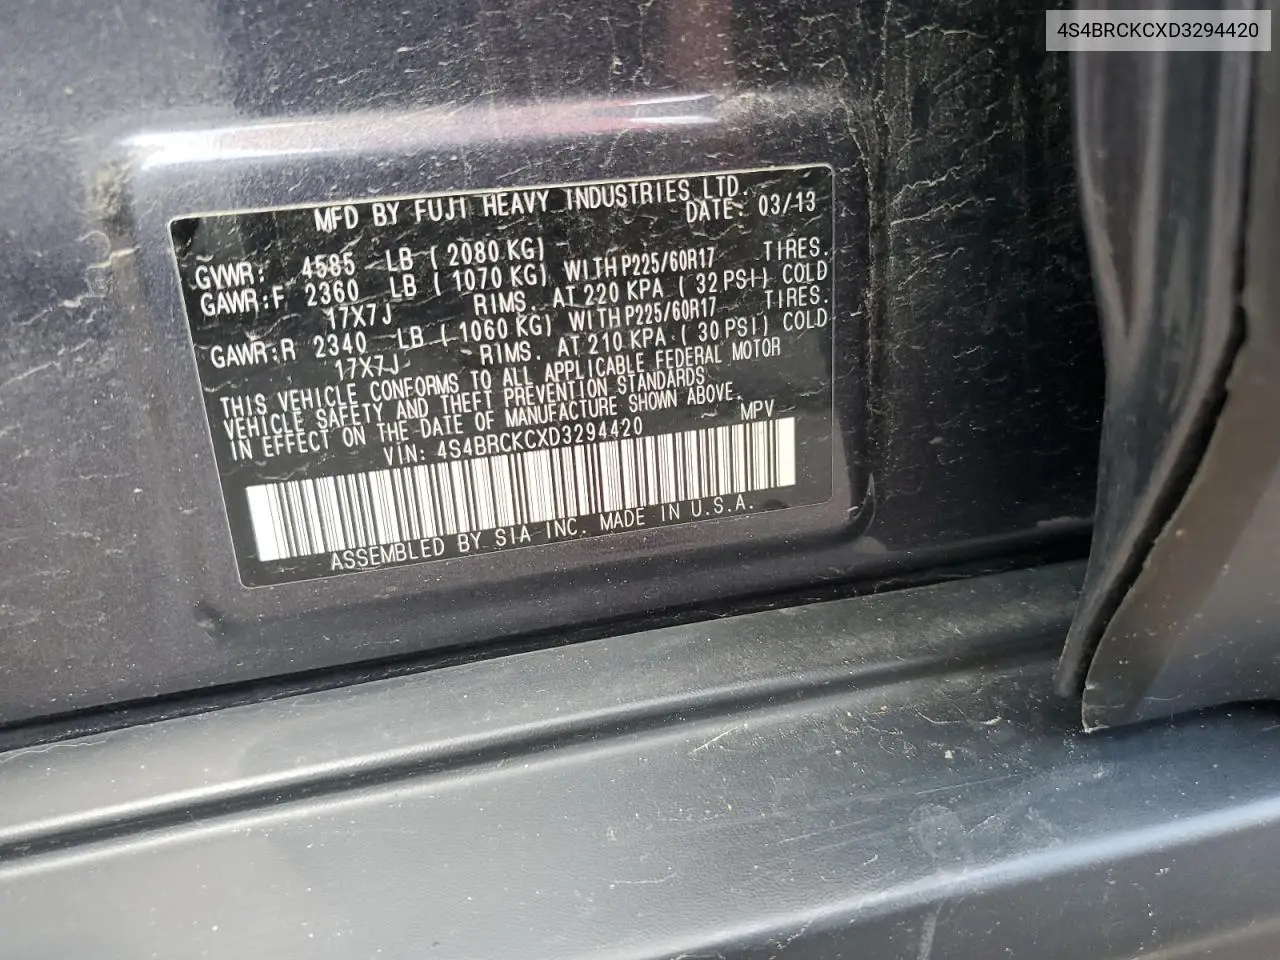 4S4BRCKCXD3294420
MFD BY FUJI HEAVY INDUSTRIES LTD.
DATE: 03/13
GVWR: 4585 LB ( 2080 KG)
GAWR:F 2360 LB ( 1070 KG) WITH P225/60R17 TIRES.
17X7J RIMS. AT 220 KPA ( 32 PSI) COLD
GAWR:R 2340 LB ( 1060 KG) WITH P225/60R17 TIRES.
17X7J RIMS. AT 210 KPA ( 30 PSI) COLD
THIS VEHICLE CONFORMS TO ALL APPLICABLE FEDERAL MOTOR
VEHICLE SAFETY AND THEFT PREVENTION STANDARDS
IN EFFECT ON THE DATE OF MANUFACTURE SHOWN ABOVE.
VIN: 4S4BRCKCXD3294420 MPV
ASSEMBLED BY SIA INC. MADE IN U.S.A.